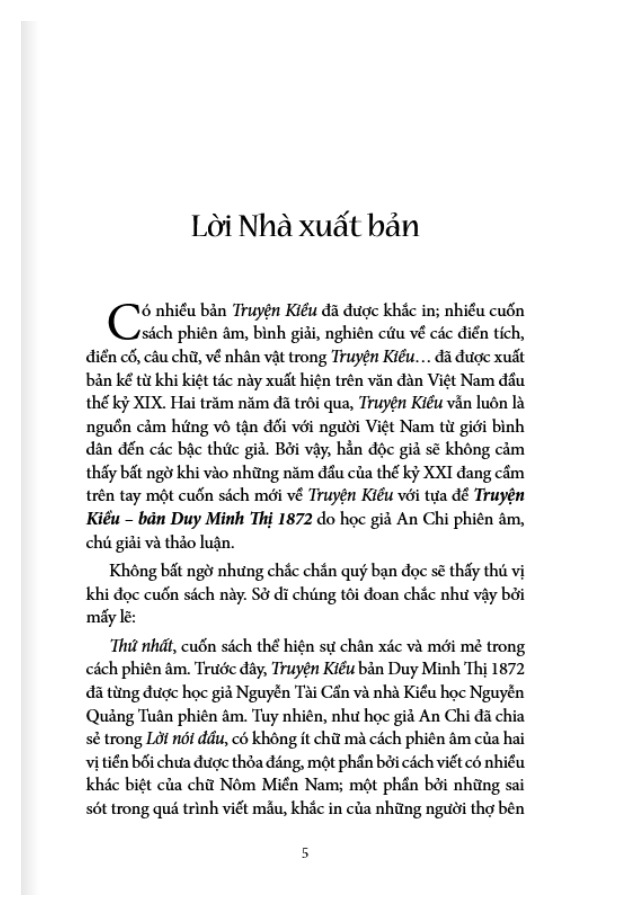 Lời Nhà xuất bản
Có nhiều bản Truyện Kiều đã được khắc in; nhiều cuốn
sách phiên âm, bình giải, nghiên cứu về các điển tích,
điển cố, câu chữ, về nhân vật trong Truyện Kiều… đã được xuất
bản kể từ khi kiệt tác này xuất hiện trên văn đàn Việt Nam đầu
thế kỷ XIX. Hai trăm năm đã trôi qua, Truyện Kiều vẫn luôn là
nguồn cảm hứng vô tận đối với người Việt Nam từ giới bình
dân đến các bậc thức giả. Bởi vậy, hẳn độc giả sẽ không cảm
thấy bất ngờ khi vào những năm đầu của thế kỷ XXI đang cầm
trên tay một cuốn sách mới về Truyện Kiều với tựa đề Truyện
Kiều – bản Duy Minh Thị 1872 do học giả An Chi phiên âm,
chú giải và thảo luận.
Không bất ngờ nhưng chắc chắn quý bạn đọc sẽ thấy thú vị
khi đọc cuốn sách này. Sở dĩ chúng tôi đoan chắc như vậy bởi
mấy lẽ:
Thứ nhất, cuốn sách thể hiện sự chân xác và mới mẻ trong
cách phiên âm. Trước đây, Truyện Kiều bản Duy Minh Thị 1872
đã từng được học giả Nguyễn Tài Cẩn và nhà Kiều học Nguyễn
Quảng Tuân phiên âm. Tuy nhiên, như học giả An Chi đã chia
sẻ trong Lời nói đầu, có không ít chữ mà cách phiên âm của hai
vị tiền bối chưa được thỏa đáng, một phần bởi cách viết có nhiều
khác biệt của chữ Nôm Miền Nam; một phần bởi những sai
sót trong quá trình viết mẫu, khắc in của những người thợ bên
5